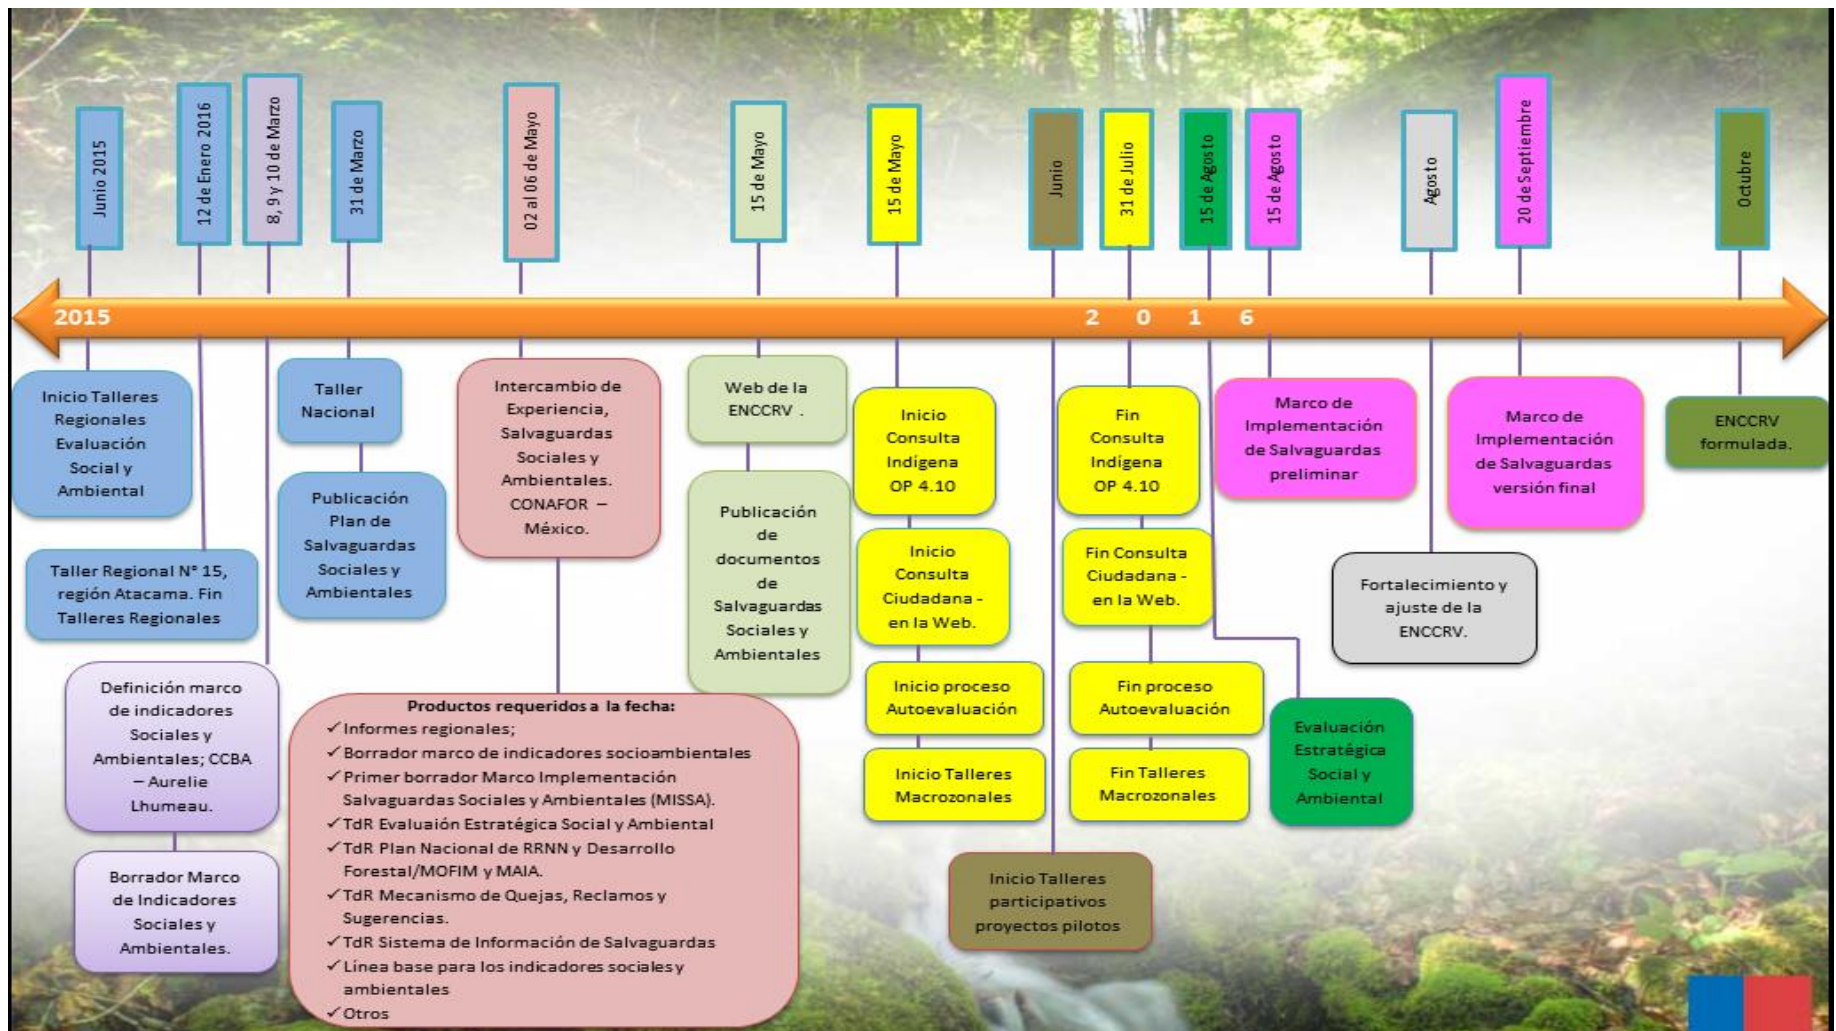 Junio 2015
12 de Enero 2016
8, 9 y 10 de Marzo
31 de Marzo
02 al 06 de Mayo
15 de Mayo
15 de Mayo
Junio
31 de Julio
15 de Agosto
15 de Agosto
Agosto
20 de Septiembre
Octubre
2015
2 0 1 6
Inicio Talleres
Regionales
Evaluación
Social y
Ambiental
Taller Regional N° 15,
región Atacama. Fin
Talleres Regionales
Definición marco
de indicadores
Sociales y
Ambientales; CCBA
– Aurelie
Lhumeau.
Borrador Marco
de Indicadores
Sociales y
Ambientales.
Taller
Nacional
Publicación
Plan de
Salvaguardas
Sociales y
Ambientales
Intercambio de
Experiencia,
Salvaguardas
Sociales y
Ambientales.
CONAFOR –
México.
Productos requeridos a la fecha:
✓ Informes regionales;
✓ Borrador marco de indicadores socioambientales
✓ Primer borrador Marco Implementación
Salvaguardas Sociales y Ambientales (MISSA).
✓ TdR Evaluaión Estratégica Social y Ambiental
✓ TdR Plan Nacional de RRNN y Desarrollo
Forestal/MOFIM y MAIA.
✓ TdR Mecanismo de Quejas, Reclamos y
Sugerencias.
✓ TdR Sistema de Información de Salvaguardas
✓ Línea base para los indicadores sociales y
ambientales
✓ Otros
Web de la
ENCCRV .
Publicación
de
documentos
de
Salvaguardas
Sociales y
Ambientales
Inicio
Consulta
Indígena
OP 4.10
Inicio
Consulta
Ciudadana -
en la Web.
Inicio proceso
Autoevaluación
Inicio Talleres
Macrozonales
Inicio Talleres
participativos
proyectos pilotos
Fin
Consulta
Indígena
OP 4.10
Fin Consulta
Ciudadana -
en la Web.
Fin proceso
Autoevaluación
Fin Talleres
Macrozonales
Evaluación
Estratégica
Social y
Ambiental
Marco de
Implementación
de Salvaguardas
preliminar
Fortalecimiento y
ajuste de la
ENCCRV.
Marco de
Implementación
de Salvaguardas
versión final
ENCCRV
formulada.